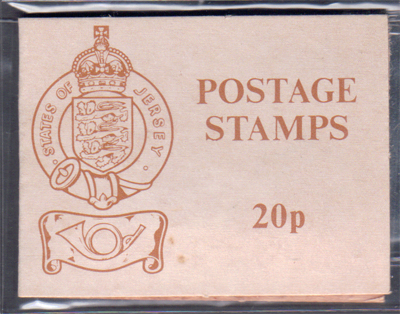 · STATES OF JERSEY ·
POSTAGE
STAMPS
20p